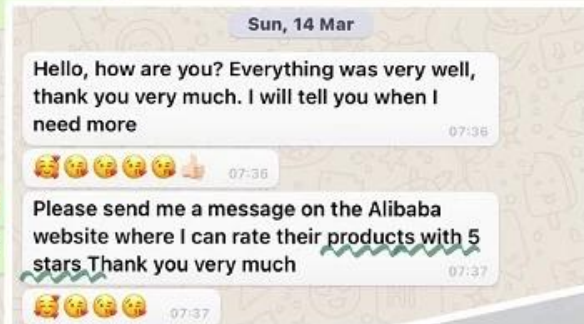 Sun, 14 Mar
Hello, how are you? Everything was very well,
thank you very much. I will tell you when I
need more
07:36
🥰😘😘😘😘👍🏻 07:36
Please send me a message on the Alibaba
website where I can rate their products with 5
stars Thank you very much
07:37
🥰😘😘😘 07:37